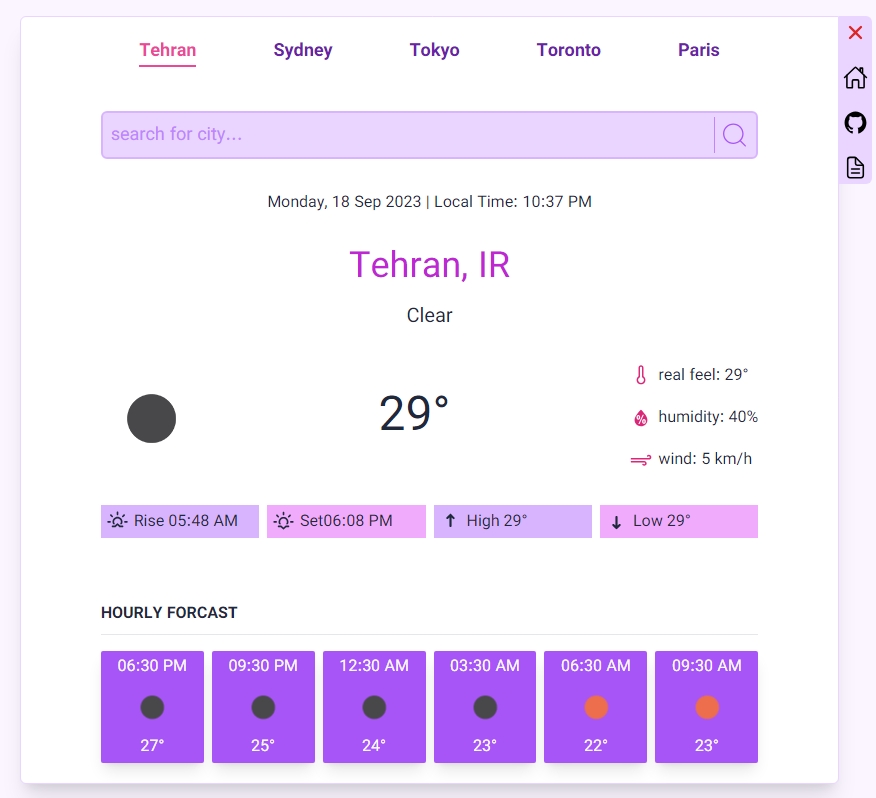 Tehran Sydney Tokyo Toronto Paris
search for city...
Monday, 18 Sep 2023 | Local Time: 10:37 PM
Tehran, IR
Clear
real feel: 29°
29°
humidity: 40%
wind: 5 km/h
Rise 05:48 AM Set06:08 PM High 29° Low 29°
HOURLY FORCAST
06:30 PM 09:30 PM 12:30 AM 03:30 AM 06:30 AM 09:30 AM
27° 25° 24° 23° 22° 23°